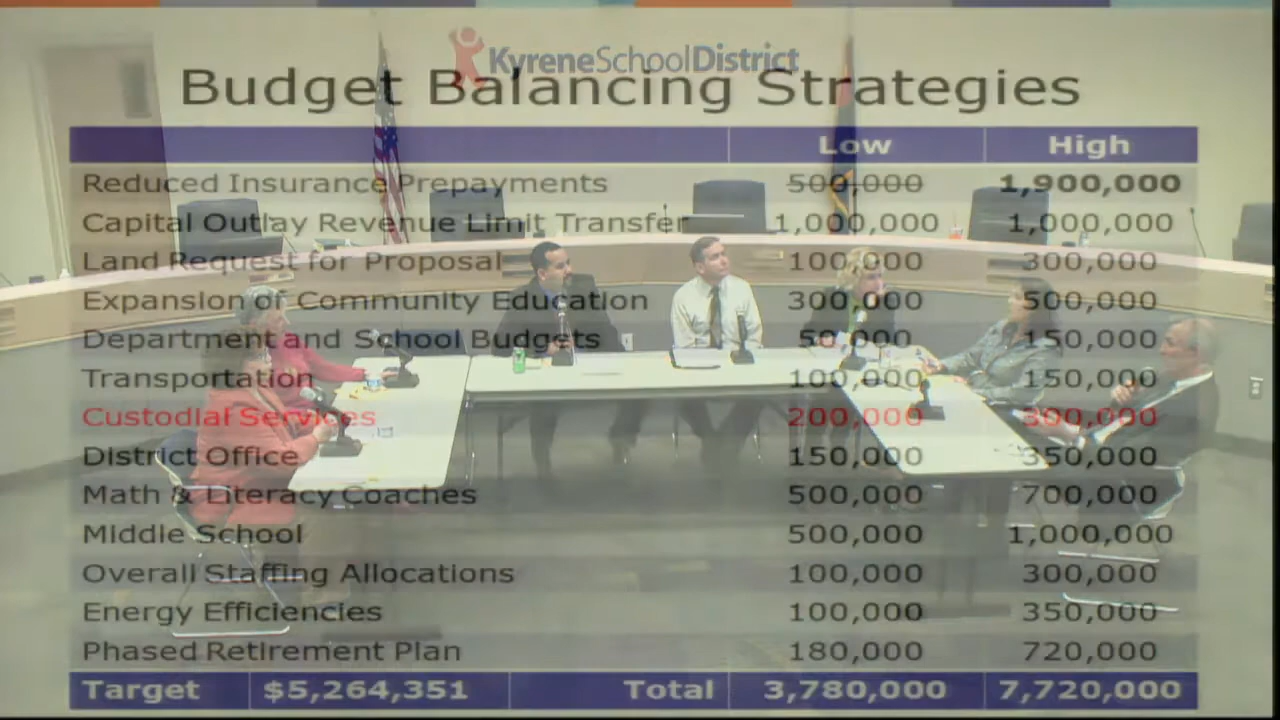 KyreneSchoolDistrict
Budget Balancing Strategies
Low High
Reduced Insurance Prepayments 500,000 1,900,000
Capital Outlay Revenue Limit Transfer 1,000,000 1,000,000
Land Request for Proposal 100,000 300,000
Expansion of Community Education 300,000 500,000
Department and School Budgets 50,000 150,000
Transportation 100,000 150,000
Custodial Services 200,000 300,000
District Office 150,000 350,000
Math & Literacy Coaches 500,000 700,000
Middle School 500,000 1,000,000
Overall Staffing Allocations 100,000 300,000
Energy Efficiencies 100,000 350,000
Phased Retirement Plan 180,000 720,000
Target $5,264,351 Total 3,780,000 7,720,000